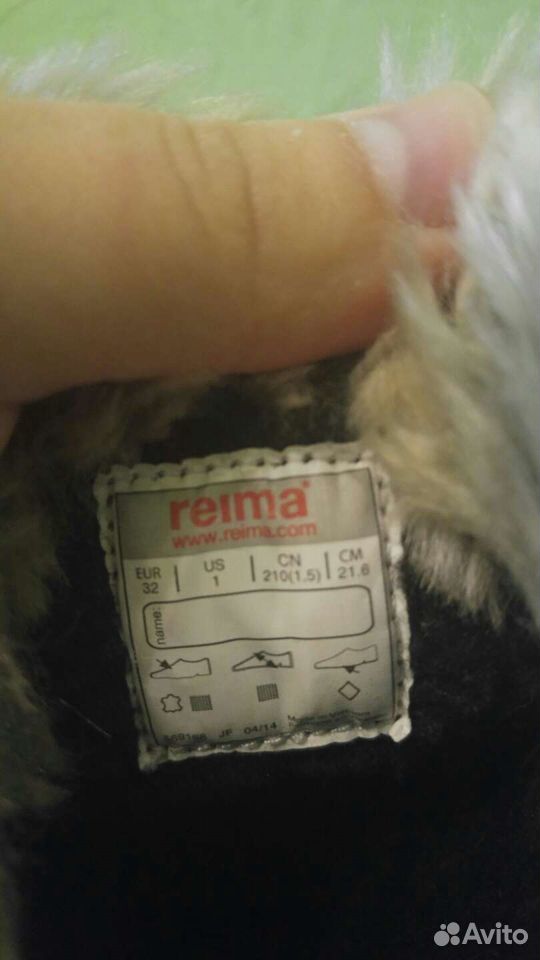 reima®
www.reima.com
EUR US CN CM
32 1 210(1.5) 21.6
name:
JF 04/14
Avito